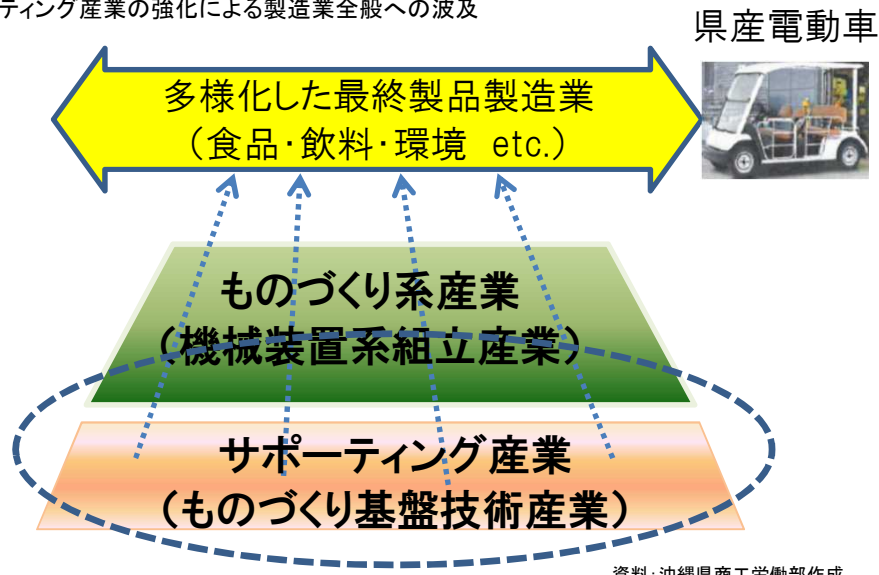 ティング産業の強化による製造業全般への波及
県産電動車
多様化した最終製品製造業
（食品・飲料・環境　etc.）
ものづくり系産業
（機械装置系組立産業）
サポーティング産業
（ものづくり基盤技術産業）
資料：沖縄県商工労働部作成